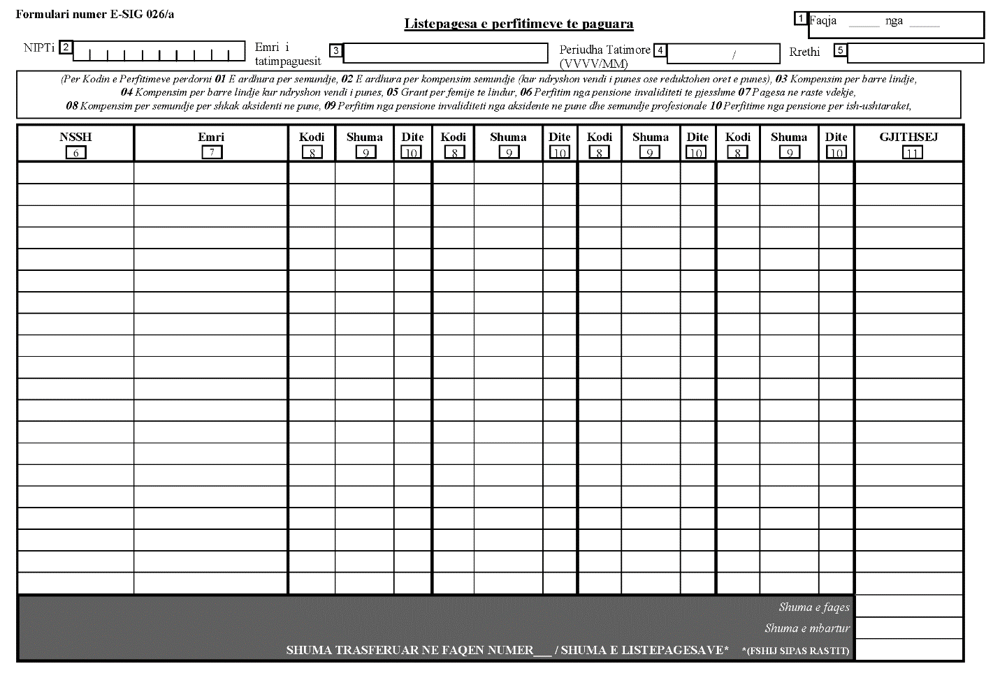 Formulari numer E-SIG 026/a
Listepagesa e perfitimeve te paguara
1 Faqja _____ nga _____
NIPTi 2
Emri i
tatimpaguesit
3
Periudha Tatimore 4 /
(VVVV/MM)
Rrethi 5
(Per Kodin e Perfitimeve perdorni 01 E ardhura per semundje, 02 E ardhura per kompensim semundje (kur ndryshon vendi i punes ose reduktohen oret e punes), 03 Kompensim per barre lindje,
04 Kompensim per barre lindje kur ndryshon vendi i punes, 05 Grant per femije te lindur, 06 Perfitim nga pensione invaliditeti te pjesshme 07 Pagesa ne raste vdekje,
08 Kompensim per semundje per shkak aksidenti ne pune, 09 Perfitim nga pensione invaliditeti nga aksidente ne pune dhe semundje profesionale 10 Perfitime nga pensione per ish-ushtaraket,
NSSH Emri Kodi Shuma Dite Kodi Shuma Dite Kodi Shuma Dite Kodi Shuma Dite GJITHSEJ
6 7 8 9 10 8 9 10 8 9 10 8 9 10 11
Shuma e faqes
Shuma e mbartur
SHUMA TRASFERUAR NE FAQEN NUMER___ / SHUMA E LISTEPAGESAVE* *(FSHIJ SIPAS RASTIT)